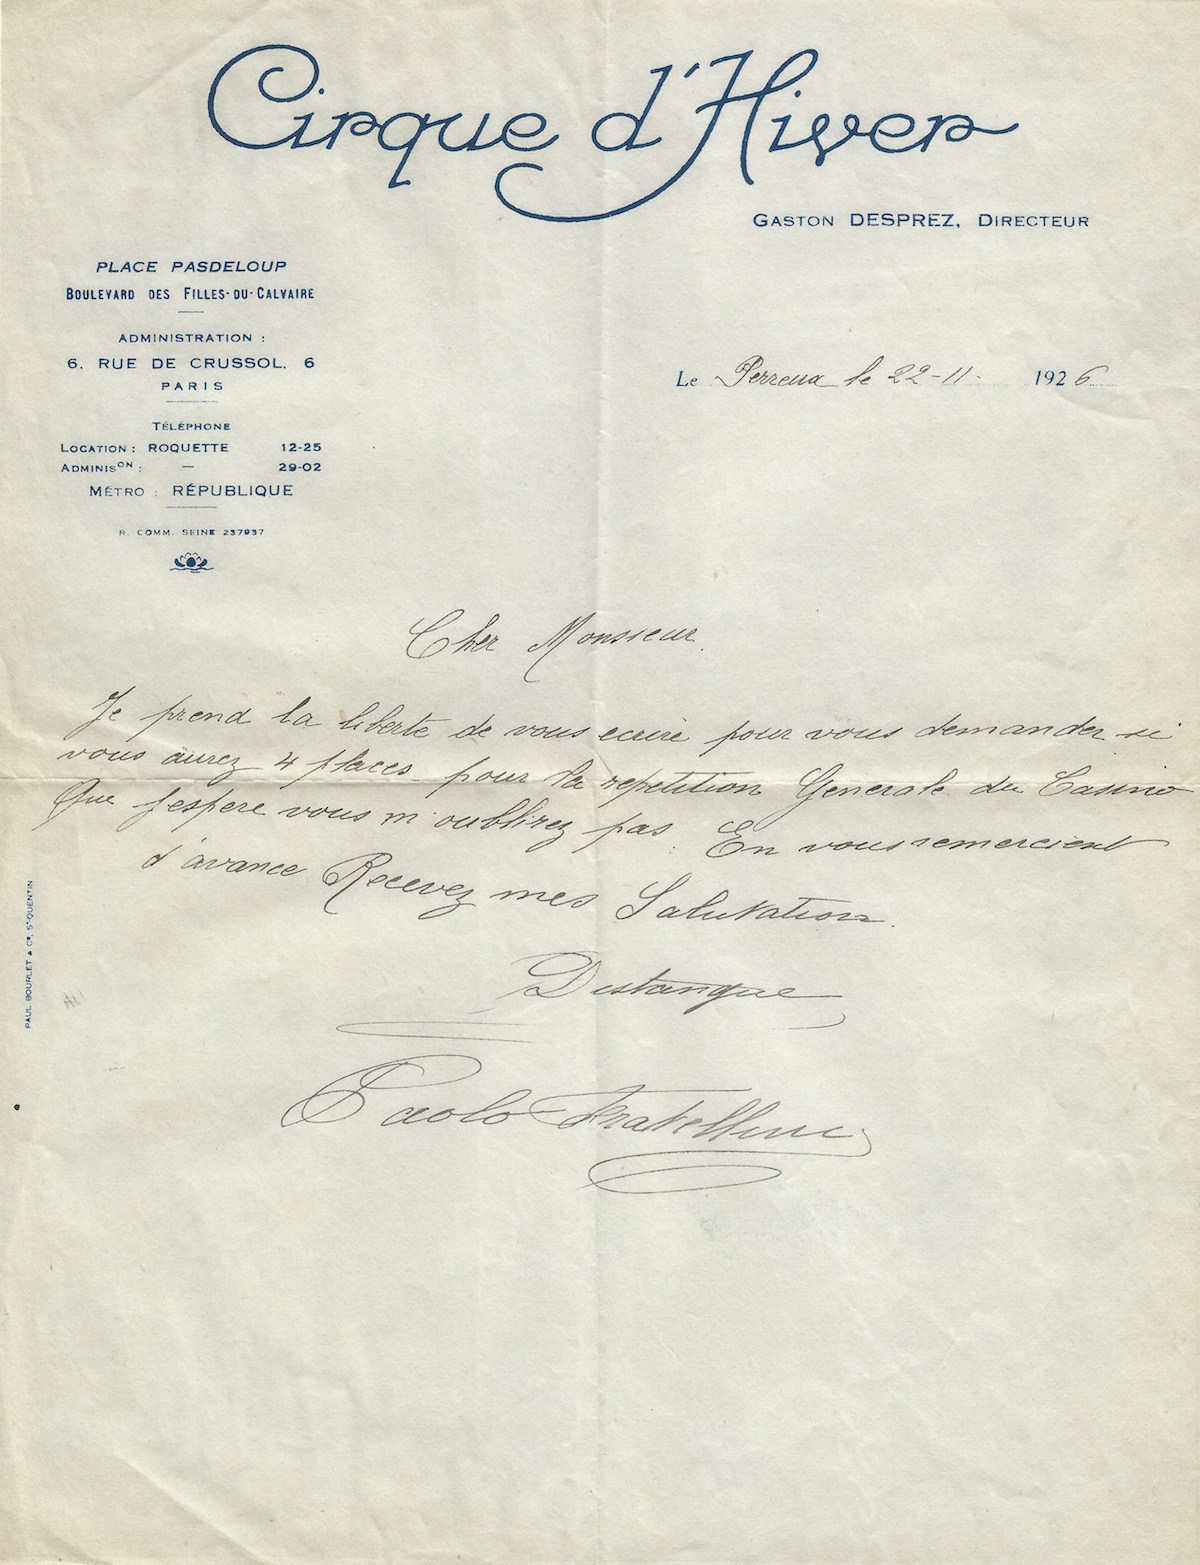 Cirque d'Hiver
GASTON DESPREZ, DIRECTEUR
PLACE PASDELOUP
BOULEVARD DES FILLES-DU-CALVAIRE
ADMINISTRATION :
6, RUE DE CRUSSOL, 6
PARIS
TÉLÉPHONE
LOCATION : ROQUETTE 12-25
ADMINISON : — 29-02
MÉTRO : RÉPUBLIQUE
R. COMM. SEINE 237937
Le Perreux le 22-11- 1926
Cher Monsieur.
Je prend la liberte de vous ecrire pour vous demander si
vous aurez 4 places pour la repetition Generale du Casino
Que j'espere vous m'oublirez pas. En vous remercient
d'avance Recevez mes Salutation
Distangue
Paolo Fratellini
PAUL BOURLET & Cie, St-QUENTIN